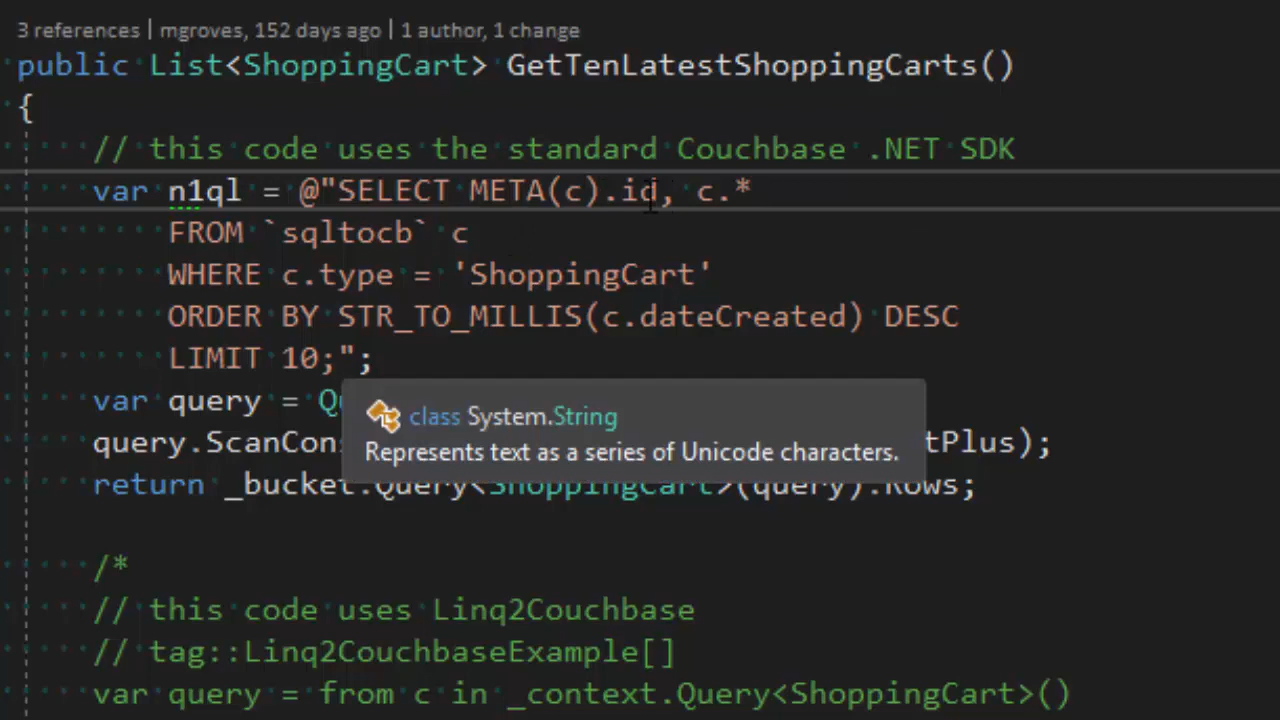 3 references | mgroves, 152 days ago | 1 author, 1 change
public List<ShoppingCart> GetTenLatestShoppingCarts()
{
// this code uses the standard Couchbase .NET SDK
var n1ql = @"SELECT META(c).id, c.*
FROM `sqltocb` c
WHERE c.type = 'ShoppingCart'
ORDER BY STR_TO_MILLIS(c.dateCreated) DESC
LIMIT 10;";
var query = Qu
class System.String
query.ScanCons tPlus);
Represents text as a series of Unicode characters.
return _bucket.Query<ShoppingCart>(query).Rows;
/*
// this code uses Linq2Couchbase
// tag::Linq2CouchbaseExample[]
var query = from c in _context.Query<ShoppingCart>()